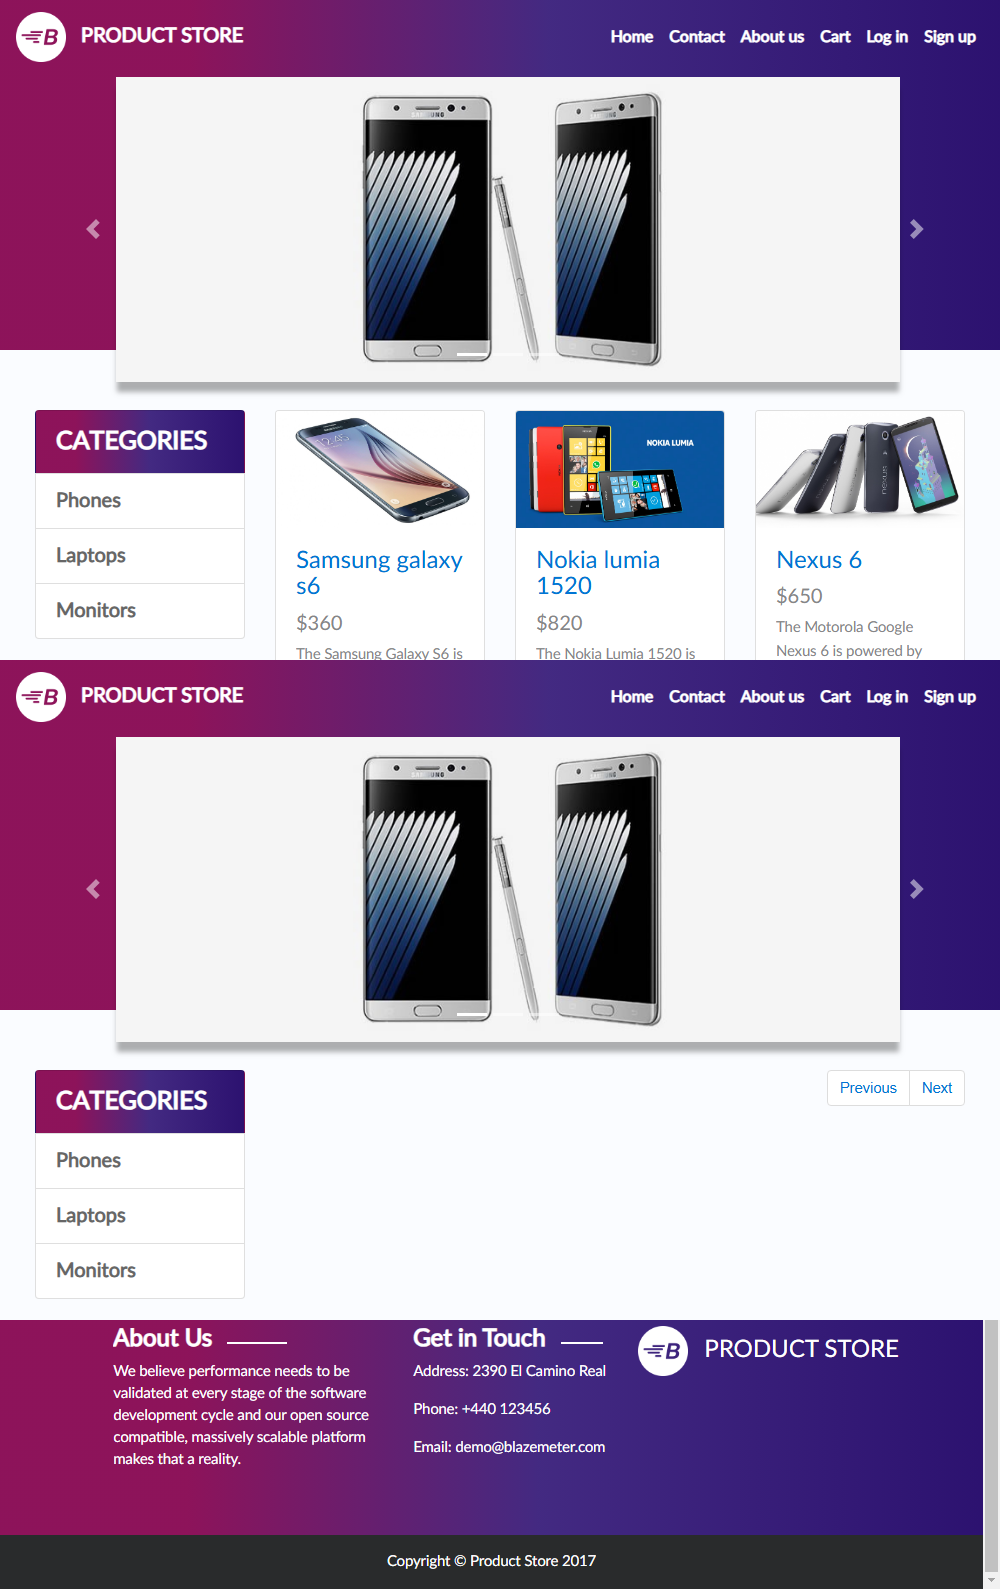 B PRODUCT STORE
Home Contact About us Cart Log in Sign up
SAMSUNG
SAMSUNG
CATEGORIES
Phones
Laptops
Monitors
Samsung galaxy
s6
$360
The Samsung Galaxy S6 is
NOKIA LUMIA
Nokia lumia
1520
$820
The Nokia Lumia 1520 is
nexus
Nexus 6
$650
The Motorola Google
Nexus 6 is powered by
B PRODUCT STORE
Home Contact About us Cart Log in Sign up
SAMSUNG
SAMSUNG
CATEGORIES
Phones
Laptops
Monitors
Previous Next
About Us
We believe performance needs to be
validated at every stage of the software
development cycle and our open source
compatible, massively scalable platform
makes that a reality.
Get in Touch
Address: 2390 El Camino Real
Phone: +440 123456
Email: demo@blazemeter.com
B PRODUCT STORE
Copyright © Product Store 2017